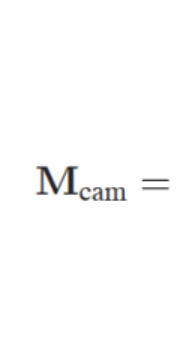 M_cam =